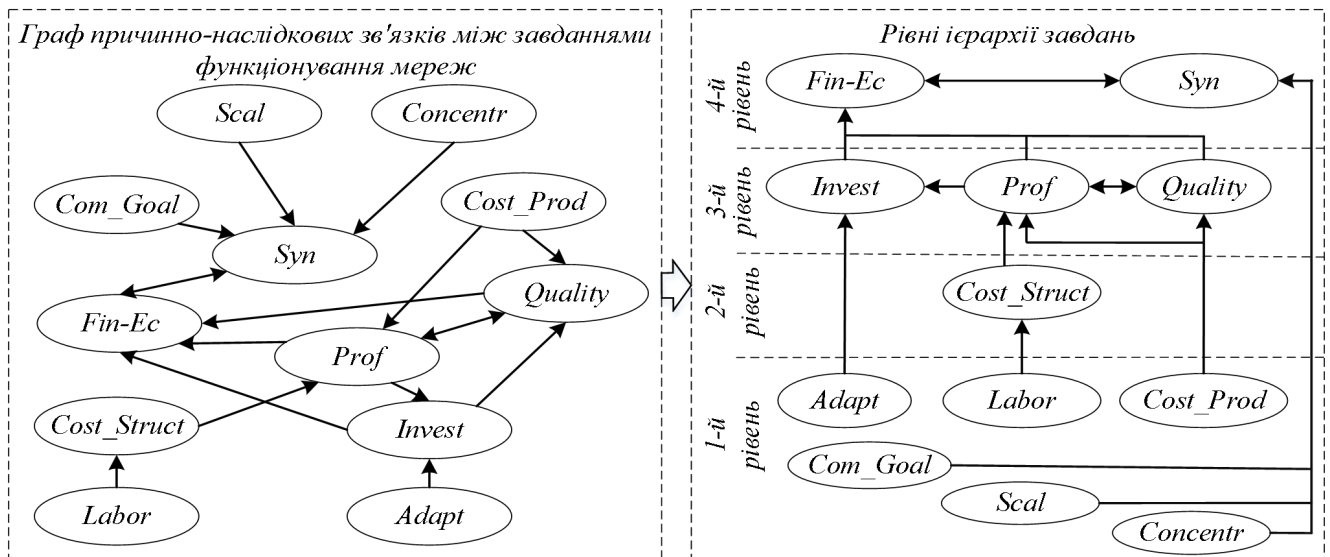 Граф причинно-наслідкових зв'язків між завданнями
функціонування мереж
Scal
Concentr
Com_Goal
Cost_Prod
Syn
Quality
Fin-Ec
Prof
Cost_Struct
Invest
Labor
Adapt
Рівні ієрархії завдань
4-й
рівень
Fin-Ec
Syn
3-й
рівень
Invest
Prof
Quality
2-й
рівень
Cost_Struct
1-й
рівень
Adapt
Labor
Cost_Prod
Com_Goal
Scal
Concentr